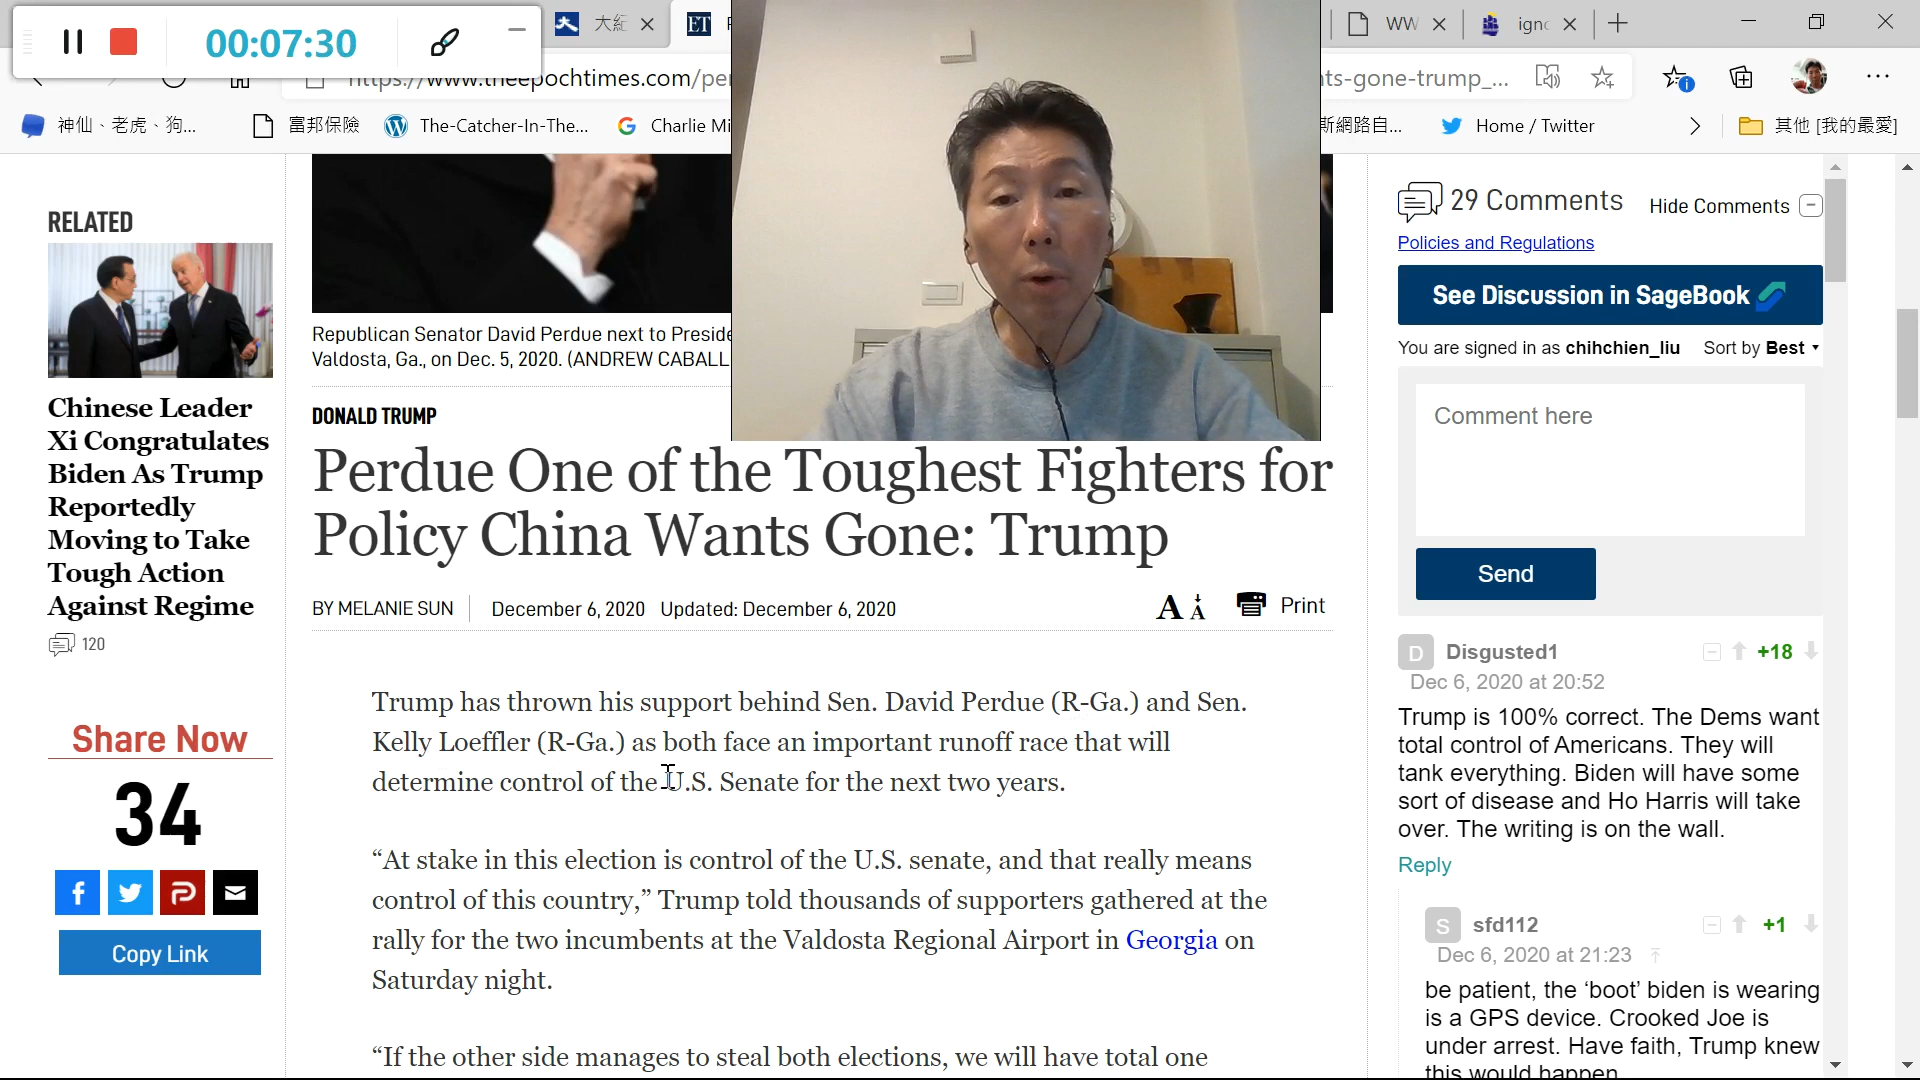 00:07:30
大紅
WW
igno
https://www.theepochtimes.com/per
its-gone-trump_...
神仙、老虎、狗...
富邦保險
The-Catcher-In-The...
Charlie Mi
斯網路自...
Home / Twitter
其他 [我的最愛]
RELATED
Chinese Leader
Xi Congratulates
Biden As Trump
Reportedly
Moving to Take
Tough Action
Against Regime
120
Share Now
34
Copy Link
Republican Senator David Perdue next to Preside
Valdosta, Ga., on Dec. 5, 2020. (ANDREW CABALL
DONALD TRUMP
Perdue One of the Toughest Fighters for
Policy China Wants Gone: Trump
BY MELANIE SUN
December 6, 2020 Updated: December 6, 2020
A A Print
Trump has thrown his support behind Sen. David Perdue (R-Ga.) and Sen.
Kelly Loeffler (R-Ga.) as both face an important runoff race that will
determine control of the U.S. Senate for the next two years.
“At stake in this election is control of the U.S. senate, and that really means
control of this country,” Trump told thousands of supporters gathered at the
rally for the two incumbents at the Valdosta Regional Airport in Georgia on
Saturday night.
“If the other side manages to steal both elections, we will have total one
29 Comments
Hide Comments
Policies and Regulations
See Discussion in SageBook
You are signed in as chihchien_liu
Sort by Best
Comment here
Send
D
Disgusted1
+18
Dec 6, 2020 at 20:52
Trump is 100% correct. The Dems want
total control of Americans. They will
tank everything. Biden will have some
sort of disease and Ho Harris will take
over. The writing is on the wall.
Reply
S
sfd112
+1
Dec 6, 2020 at 21:23
be patient, the ‘boot’ biden is wearing
is a GPS device. Crooked Joe is
under arrest. Have faith, Trump knew
this would happen